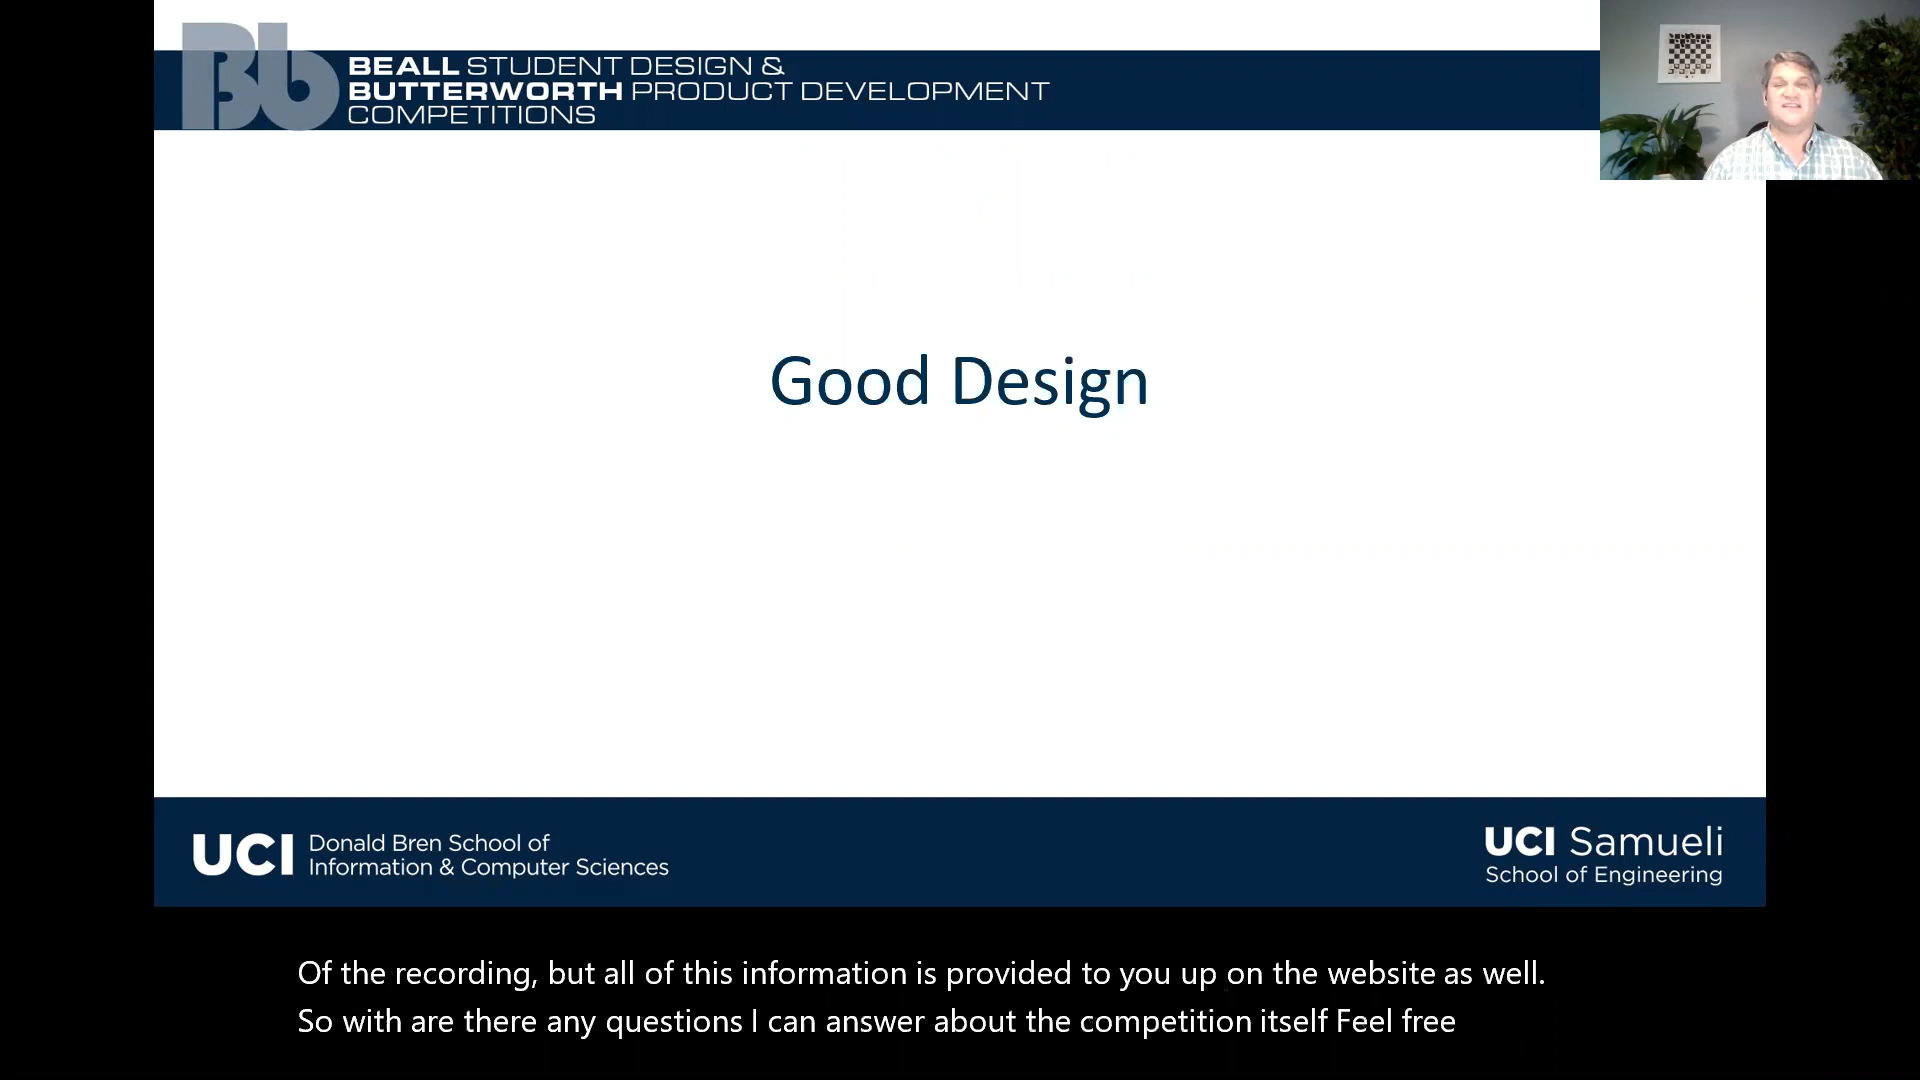 Bb
BEALL STUDENT DESIGN &
BUTTERWORTH PRODUCT DEVELOPMENT
COMPETITIONS
Good Design
UCI Donald Bren School of
Information & Computer Sciences
UCI Samueli
School of Engineering
Of the recording, but all of this information is provided to you up on the website as well.
So with are there any questions I can answer about the competition itself Feel free